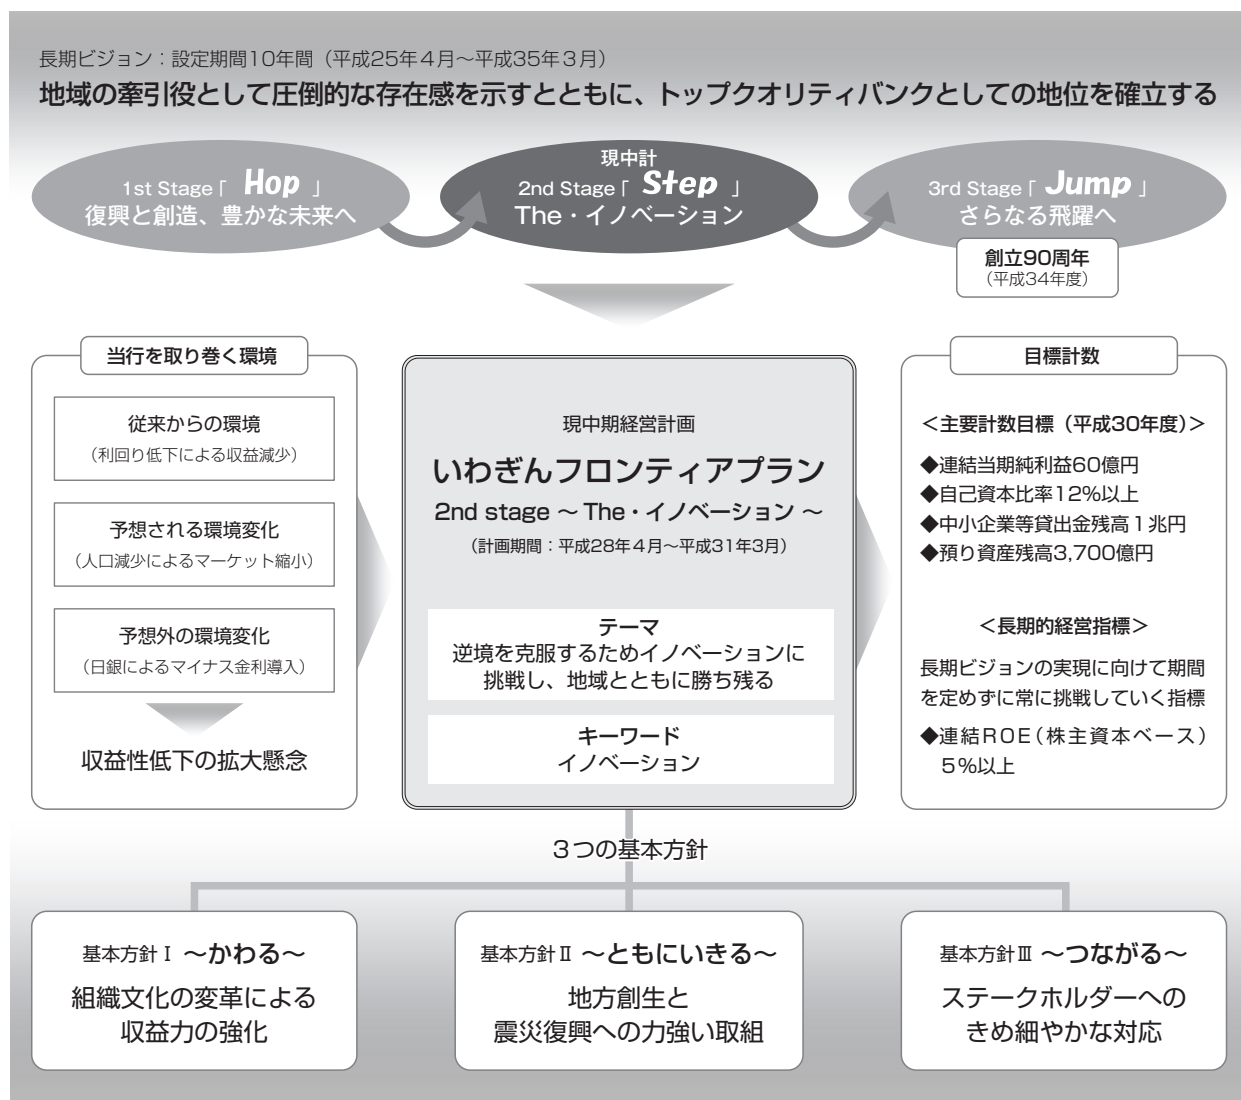 長期ビジョン：設定期間10年間（平成25年４月～平成35年３月）
地域の牽引役として圧倒的な存在感を示すとともに、トップクオリティバンクとしての地位を確立する
1st Stage「 Hop 」
復興と創造、豊かな未来へ
現中計
2nd Stage「 Step 」
The・イノベーション
3rd Stage「 Jump 」
さらなる飛躍へ
創立90周年
（平成34年度）
当行を取り巻く環境
従来からの環境
（利回り低下による収益減少）
予想される環境変化
（人口減少によるマーケット縮小）
予想外の環境変化
（日銀によるマイナス金利導入）
収益性低下の拡大懸念
現中期経営計画
いわぎんフロンティアプラン
2nd stage ～ The・イノベーション ～
（計画期間：平成28年４月～平成31年3月）
テーマ
逆境を克服するためイノベーションに
挑戦し、地域とともに勝ち残る
キーワード
イノベーション
目標計数
＜主要計数目標（平成30年度）＞
◆連結当期純利益60億円
◆自己資本比率12％以上
◆中小企業等貸出金残高１兆円
◆預り資産残高3,700億円
＜長期的経営指標＞
長期ビジョンの実現に向けて期間
を定めずに常に挑戦していく指標
◆連結ＲＯＥ（株主資本ベース）
５％以上
３つの基本方針
基本方針Ⅰ ～かわる～
組織文化の変革による
収益力の強化
基本方針Ⅱ ～ともにいきる～
地方創生と
震災復興への力強い取組
基本方針Ⅲ ～つながる～
ステークホルダーへの
きめ細やかな対応